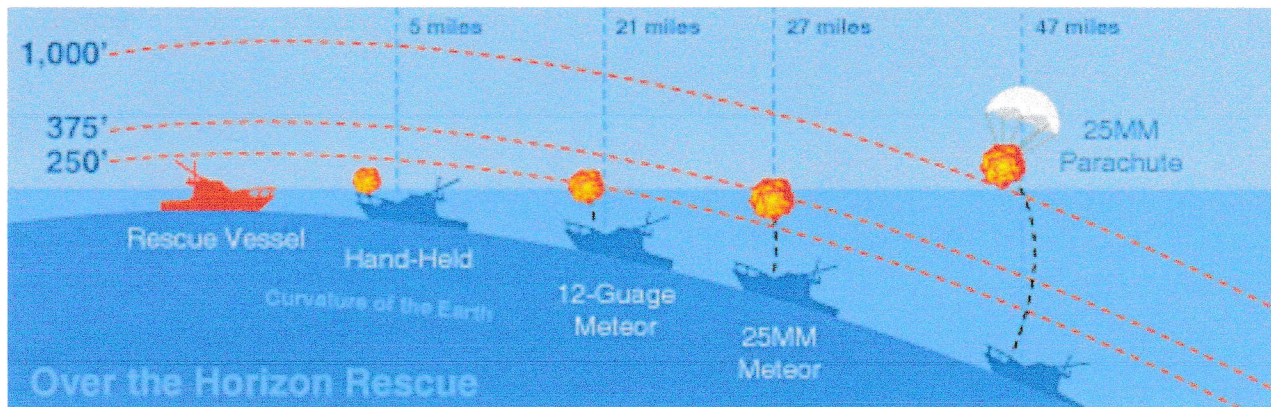 5 miles
21 miles
27 miles
47 miles
1,000'
375'
250'
25MM
Parachute
Rescue Vessel
Hand-Held
12-Guage
Meteor
25MM
Meteor
Curvature of the Earth
Over the Horizon Rescue